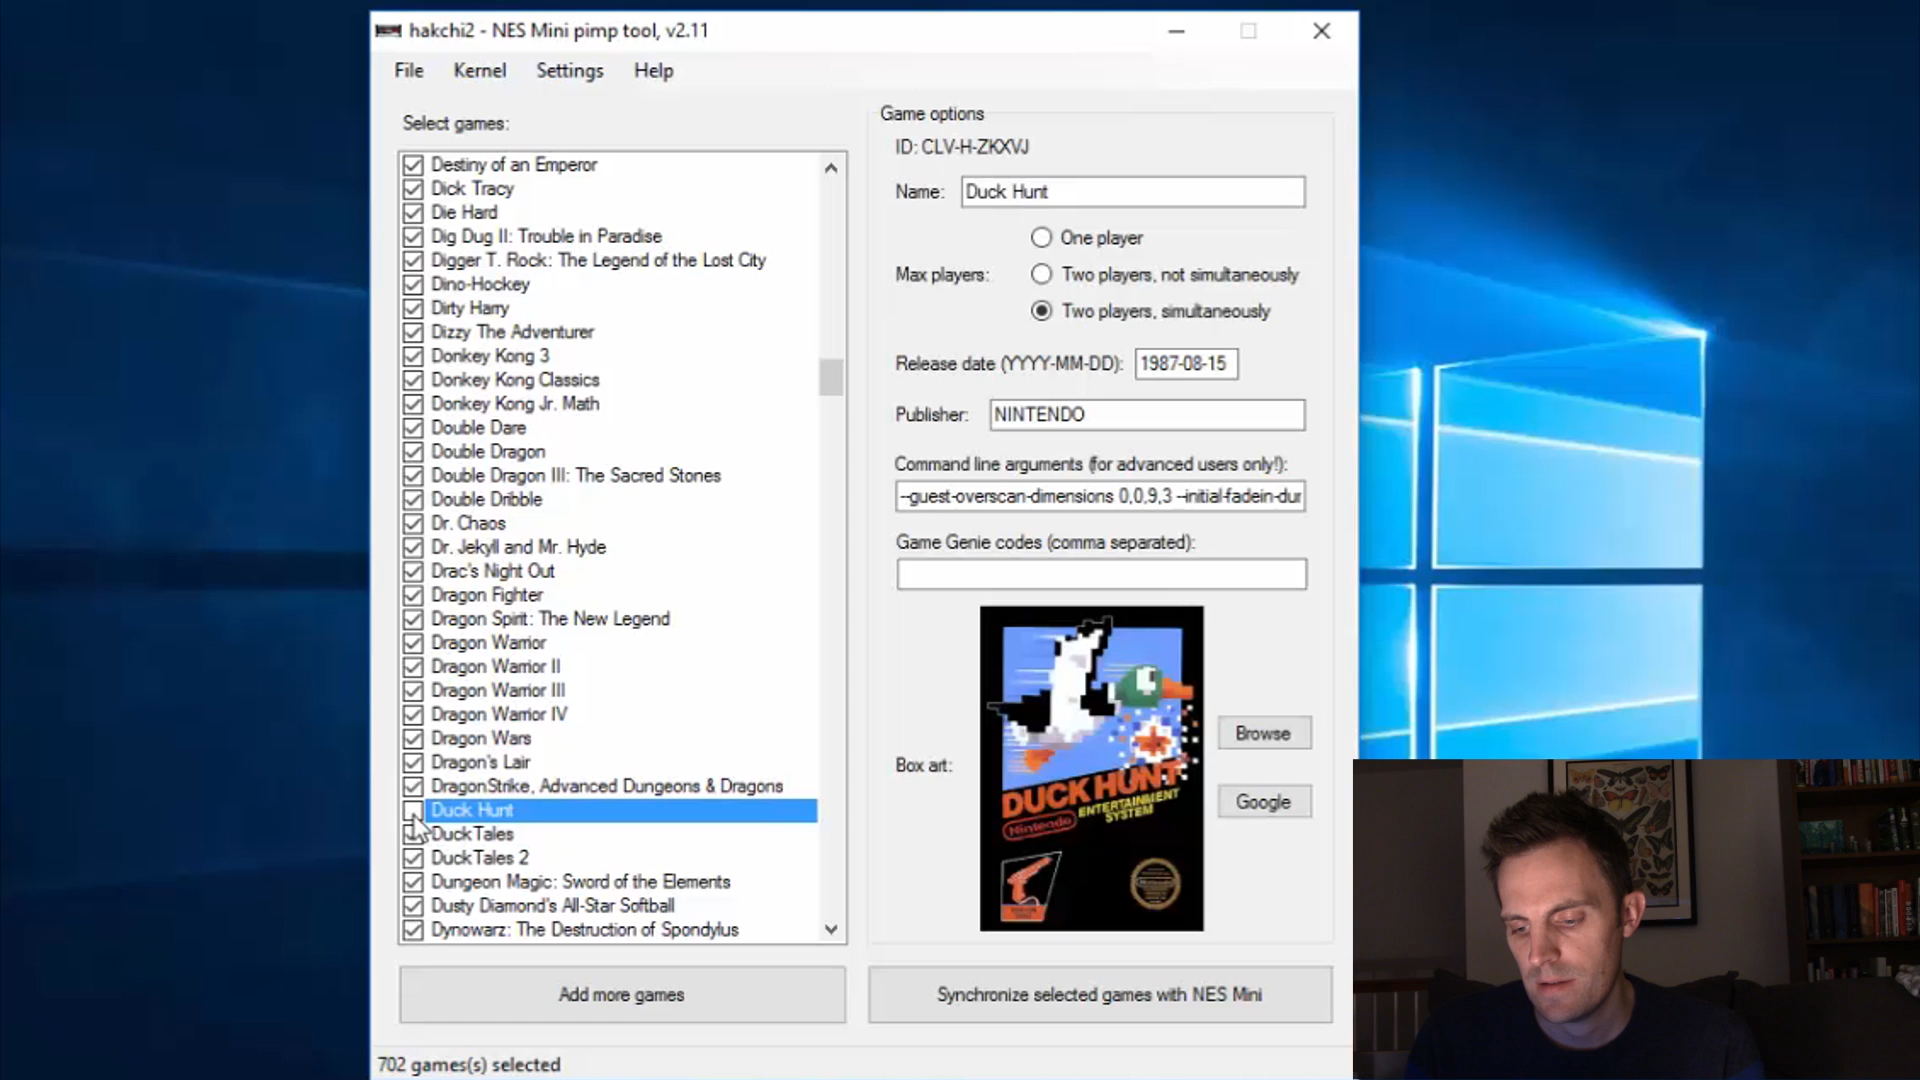 hakchi2 - NES Mini pimp tool, v2.11
File Kernel Settings Help
Select games:
Destiny of an Emperor
Dick Tracy
Die Hard
Dig Dug II: Trouble in Paradise
Digger T. Rock: The Legend of the Lost City
Dino-Hockey
Dirty Harry
Dizzy The Adventurer
Donkey Kong 3
Donkey Kong Classics
Donkey Kong Jr. Math
Double Dare
Double Dragon
Double Dragon III: The Sacred Stones
Double Dribble
Dr. Chaos
Dr. Jekyll and Mr. Hyde
Drac's Night Out
Dragon Fighter
Dragon Spirit: The New Legend
Dragon Warrior
Dragon Warrior II
Dragon Warrior III
Dragon Warrior IV
Dragon Wars
Dragon's Lair
DragonStrike, Advanced Dungeons & Dragons
Duck Hunt
DuckTales
DuckTales 2
Dungeon Magic: Sword of the Elements
Dusty Diamond's All-Star Softball
Dynowarz: The Destruction of Spondylus
Add more games
702 games(s) selected
Game options
ID: CLV-H-ZKXVJ
Name: Duck Hunt
Max players:
One player
Two players, not simultaneously
Two players, simultaneously
Release date (YYYY-MM-DD): 1987-08-15
Publisher: NINTENDO
Command line arguments (for advanced users only!):
--guest-overscan-dimensions 0,0,9,3 --initial-fadein-dur
Game Genie codes (comma separated):
Box art:
DUCK HUNT
Nintendo
ENTERTAINMENT
SYSTEM
Browse
Google
Synchronize selected games with NES Mini